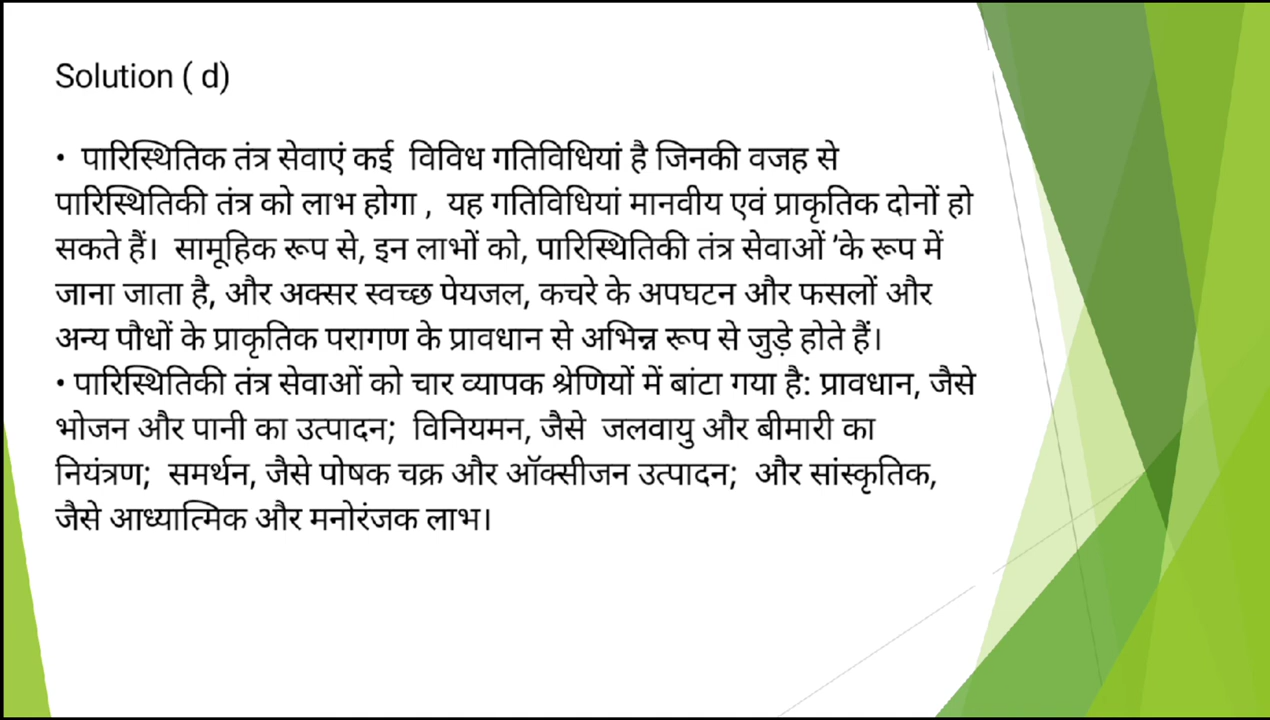 Solution ( d)
• पारिस्थितिक तंत्र सेवाएं कई विविध गतिविधियां है जिनकी वजह से
पारिस्थितिकी तंत्र को लाभ होगा , यह गतिविधियां मानवीय एवं प्राकृतिक दोनों हो
सकते हैं। सामूहिक रूप से, इन लाभों को, पारिस्थितिकी तंत्र सेवाओं 'के रूप में
जाना जाता है, और अक्सर स्वच्छ पेयजल, कचरे के अपघटन और फसलों और
अन्य पौधों के प्राकृतिक परागण के प्रावधान से अभिन्न रूप से जुड़े होते हैं।
• पारिस्थितिकी तंत्र सेवाओं को चार व्यापक श्रेणियों में बांटा गया है: प्रावधान, जैसे
भोजन और पानी का उत्पादन; विनियमन, जैसे जलवायु और बीमारी का
नियंत्रण; समर्थन, जैसे पोषक चक्र और ऑक्सीजन उत्पादन; और सांस्कृतिक,
जैसे आध्यात्मिक और मनोरंजक लाभ।